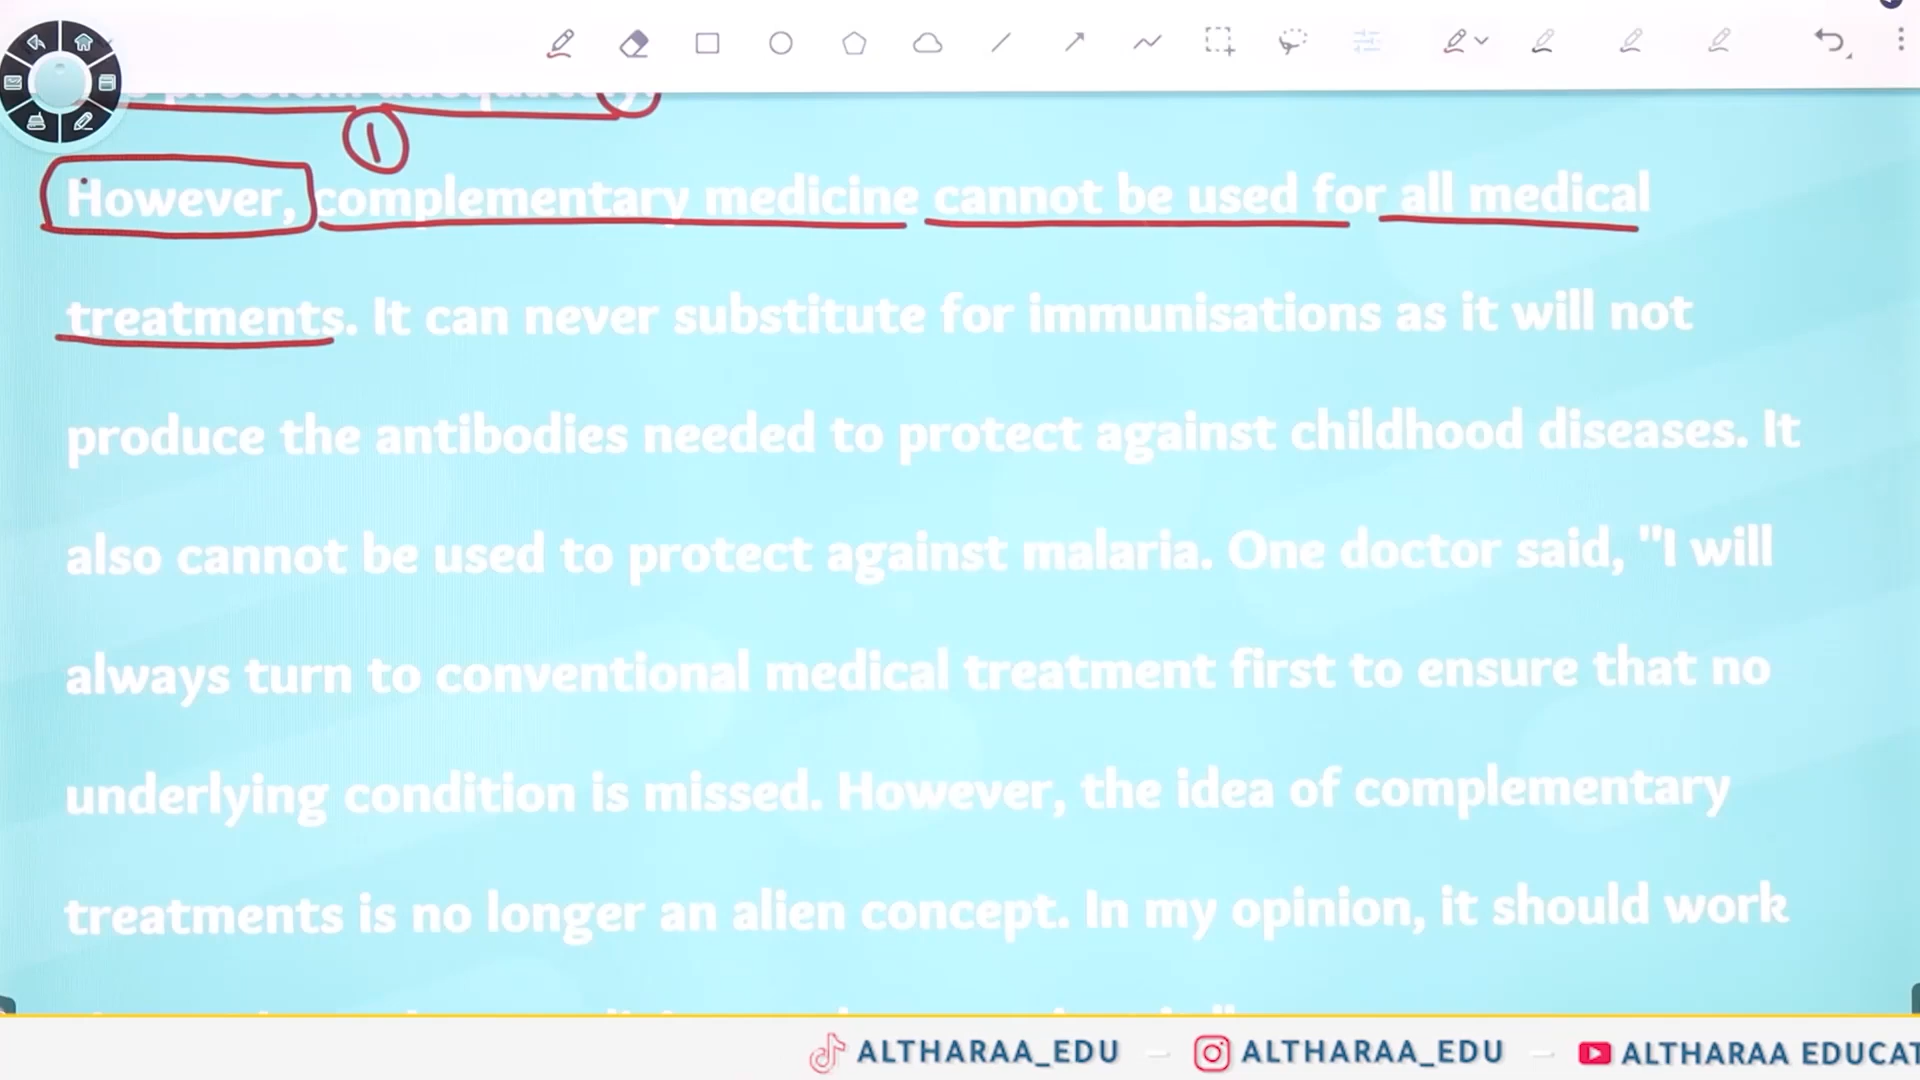 problem adequately.
1
However, complementary medicine cannot be used for all medical
treatments. It can never substitute for immunisations as it will not
produce the antibodies needed to protect against childhood diseases. It
also cannot be used to protect against malaria. One doctor said, "I will
always turn to conventional medical treatment first to ensure that no
underlying condition is missed. However, the idea of complementary
treatments is no longer an alien concept. In my opinion, it should work
ALTHARAA_EDU — ALTHARAA_EDU — ALTHARAA EDUCAT